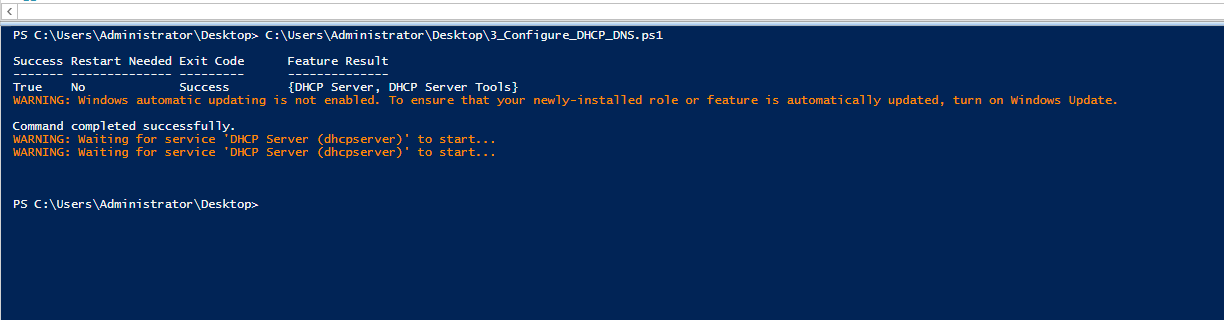 PS C:\Users\Administrator\Desktop> C:\Users\Administrator\Desktop\3_Configure_DHCP_DNS.ps1
Success Restart Needed Exit Code      Feature Result
------- -------------- ---------      --------------
True    No             Success        {DHCP Server, DHCP Server Tools}
WARNING: Windows automatic updating is not enabled. To ensure that your newly-installed role or feature is automatically updated, turn on Windows Update.
Command completed successfully.
WARNING: Waiting for service 'DHCP Server (dhcpserver)' to start...
WARNING: Waiting for service 'DHCP Server (dhcpserver)' to start...
PS C:\Users\Administrator\Desktop>